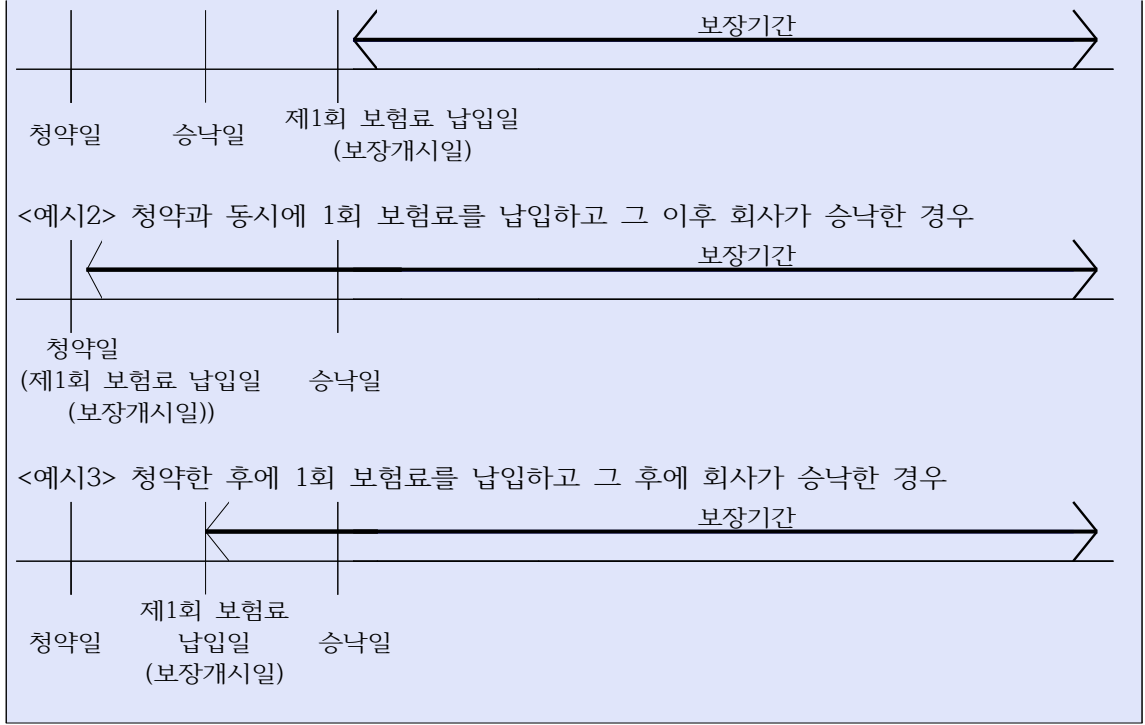 보장기간
청약일 승낙일 제1회 보험료 납입일
(보장개시일)
<예시2> 청약과 동시에 1회 보험료를 납입하고 그 이후 회사가 승낙한 경우
보장기간
청약일
(제1회 보험료 납입일 승낙일
(보장개시일))
<예시3> 청약한 후에 1회 보험료를 납입하고 그 후에 회사가 승낙한 경우
보장기간
제1회 보험료
청약일 납입일 승낙일
(보장개시일)